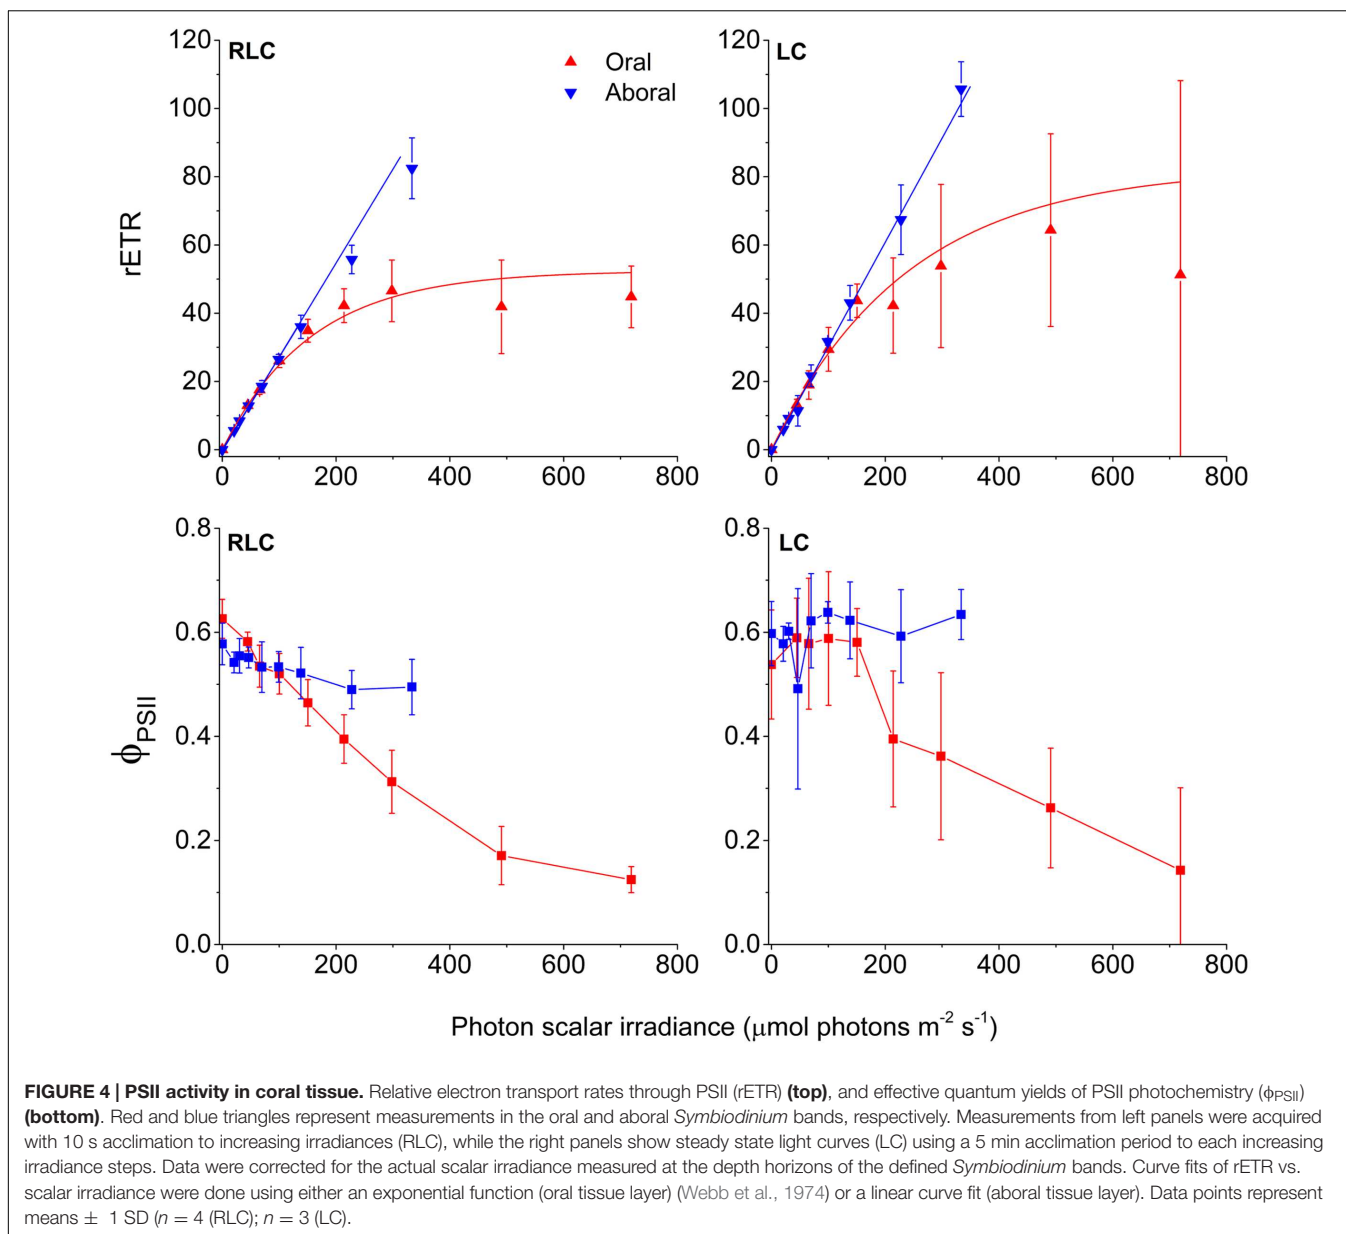 RLC
Oral
Aboral
rETR
120
100
80
60
40
20
0
0 200 400 600 800
LC
120
100
80
60
40
20
0
0 200 400 600 800
RLC
ϕPSII
0.8
0.6
0.4
0.2
0.0
0 200 400 600 800
LC
0.8
0.6
0.4
0.2
0.0
0 200 400 600 800
Photon scalar irradiance (μmol photons m-2 s-1)
FIGURE 4 | PSII activity in coral tissue. Relative electron transport rates through PSII (rETR) (top), and effective quantum yields of PSII photochemistry (ϕPSII)
(bottom). Red and blue triangles represent measurements in the oral and aboral Symbiodinium bands, respectively. Measurements from left panels were acquired
with 10 s acclimation to increasing irradiances (RLC), while the right panels show steady state light curves (LC) using a 5 min acclimation period to each increasing
irradiance steps. Data were corrected for the actual scalar irradiance measured at the depth horizons of the defined Symbiodinium bands. Curve fits of rETR vs.
scalar irradiance were done using either an exponential function (oral tissue layer) (Webb et al., 1974) or a linear curve fit (aboral tissue layer). Data points represent
means ± 1 SD (n = 4 (RLC); n = 3 (LC).